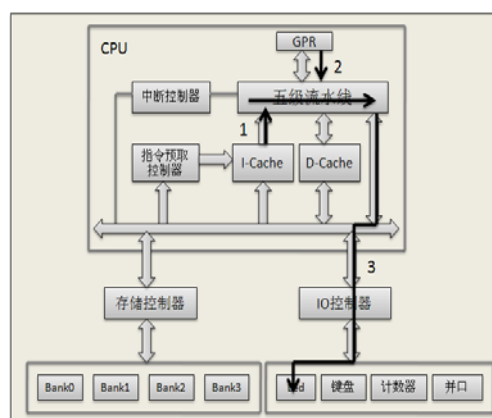 CPU
GPR
2
中断控制器
五级流水线
1
指令预取
控制器
I-Cache
D-Cache
3
存储控制器
IO控制器
Bank0
Bank1
Bank2
Bank3
键盘
计数器
并口